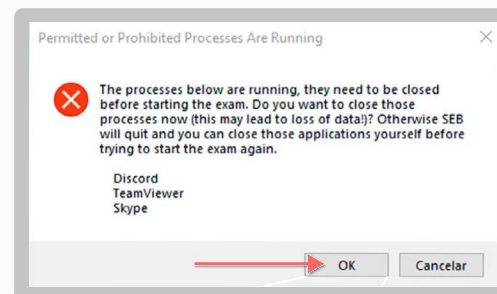 Permitted or Prohibited Processes Are Running
The processes below are running, they need to be closed
before starting the exam. Do you want to close those
processes now (this may lead to loss of data!)? Otherwise SEB
will quit and you can close those applications yourself before
trying to start the exam again.
Discord
TeamViewer
Skype
OK
Cancelar